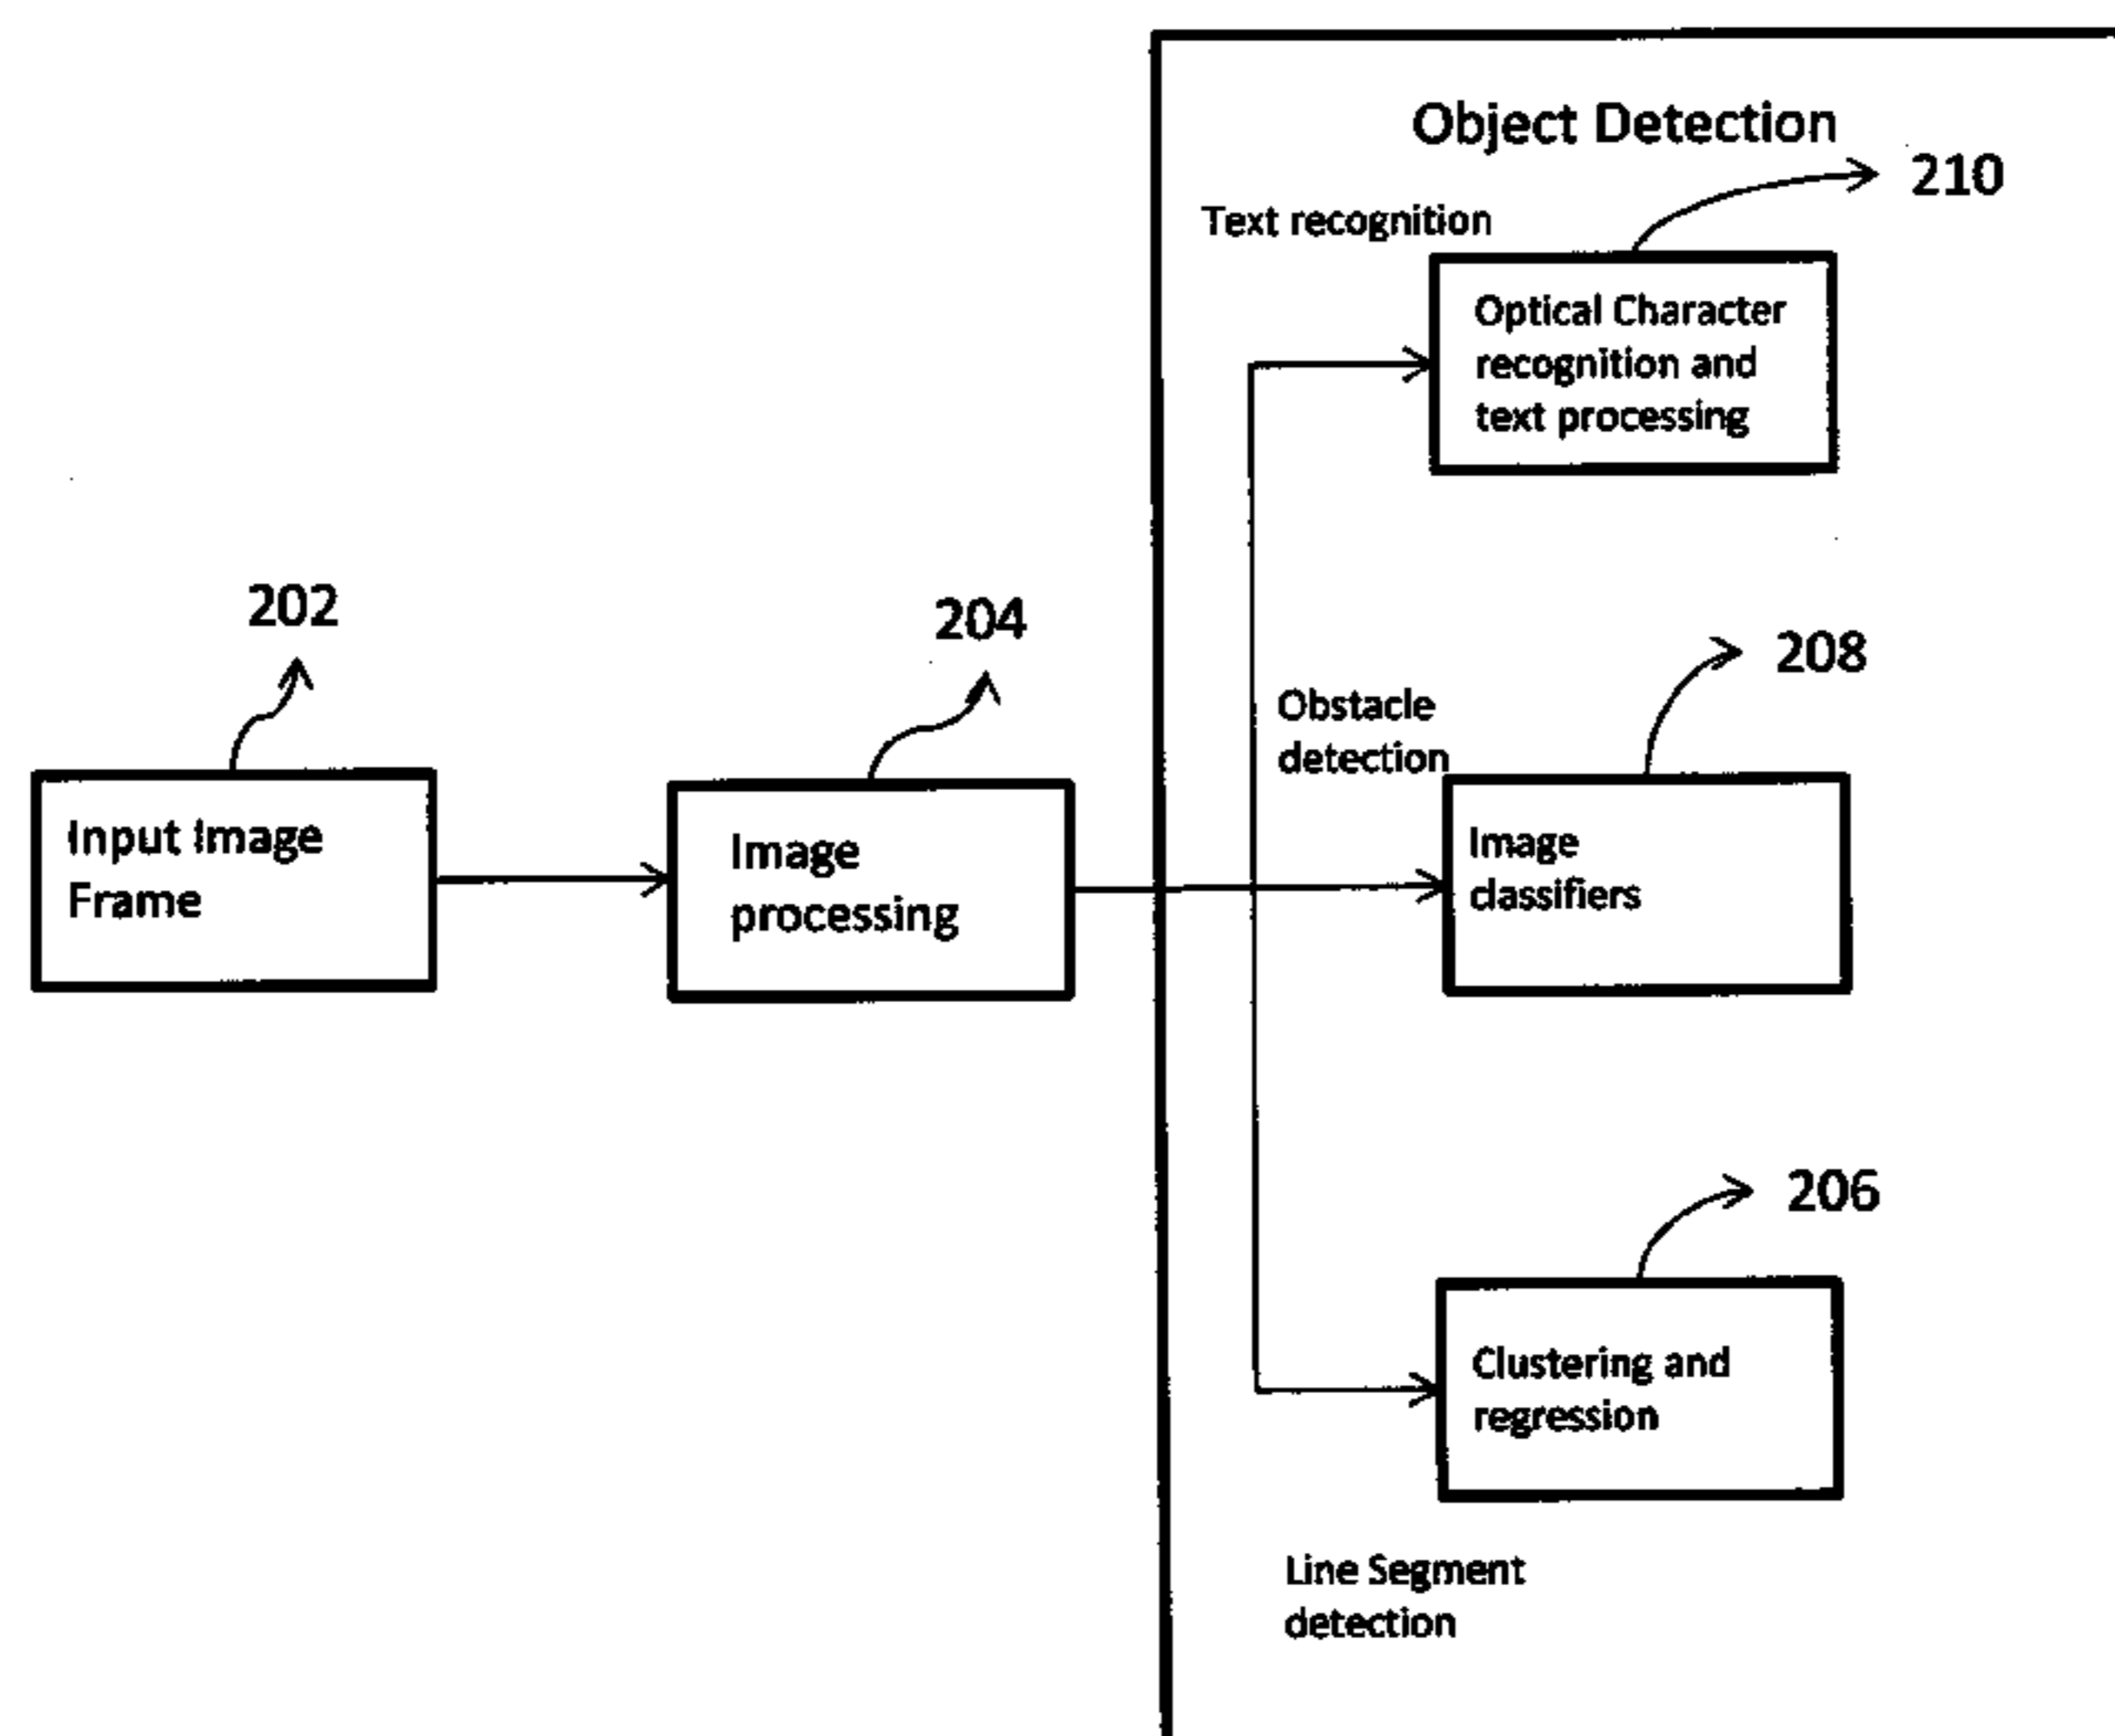 Object Detection
210
Text recognition
Optical Character
recognition and
text processing
202
204
208
Obstacle
detection
Input Image
Frame
Image
processing
Image
classifiers
206
Clustering and
regression
Line Segment
detection